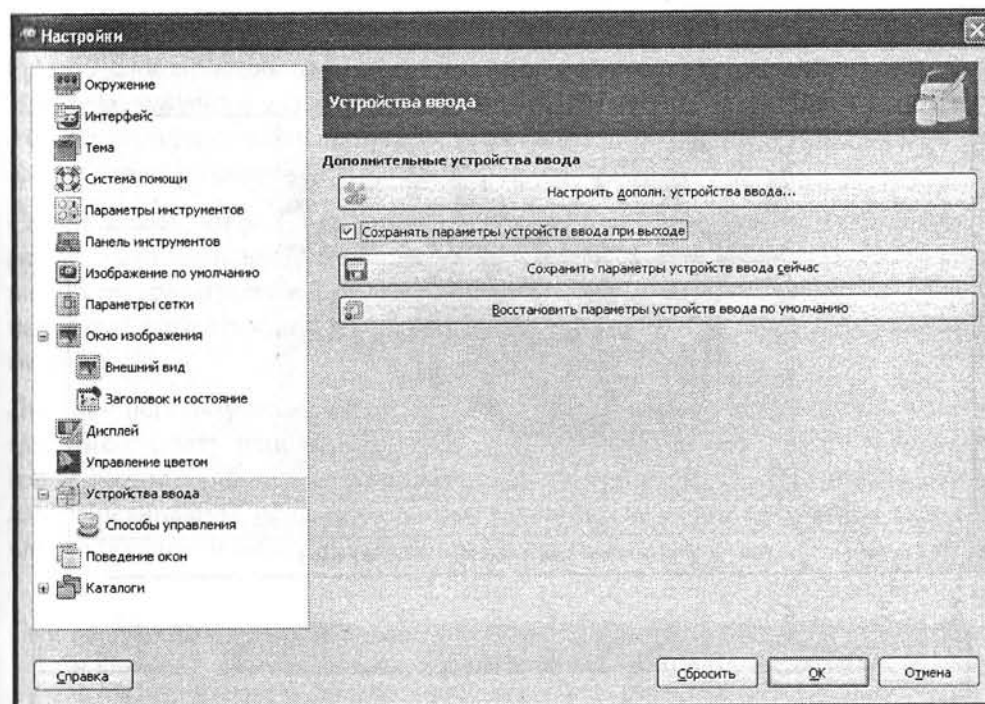 Настройки
Окружение
Интерфейс
Тема
Система помощи
Параметры инструментов
Панель инструментов
Изображение по умолчанию
Параметры сетки
Окно изображения
Внешний вид
Заголовок и состояние
Дисплей
Управление цветом
Устройства ввода
Способы управления
Поведение окон
Каталоги
Устройства ввода
Дополнительные устройства ввода
Настроить дополн. устройства ввода...
Сохранять параметры устройств ввода при выходе
Сохранить параметры устройств ввода сейчас
Восстановить параметры устройств ввода по умолчанию
Справка
Сбросить
OK
Отмена